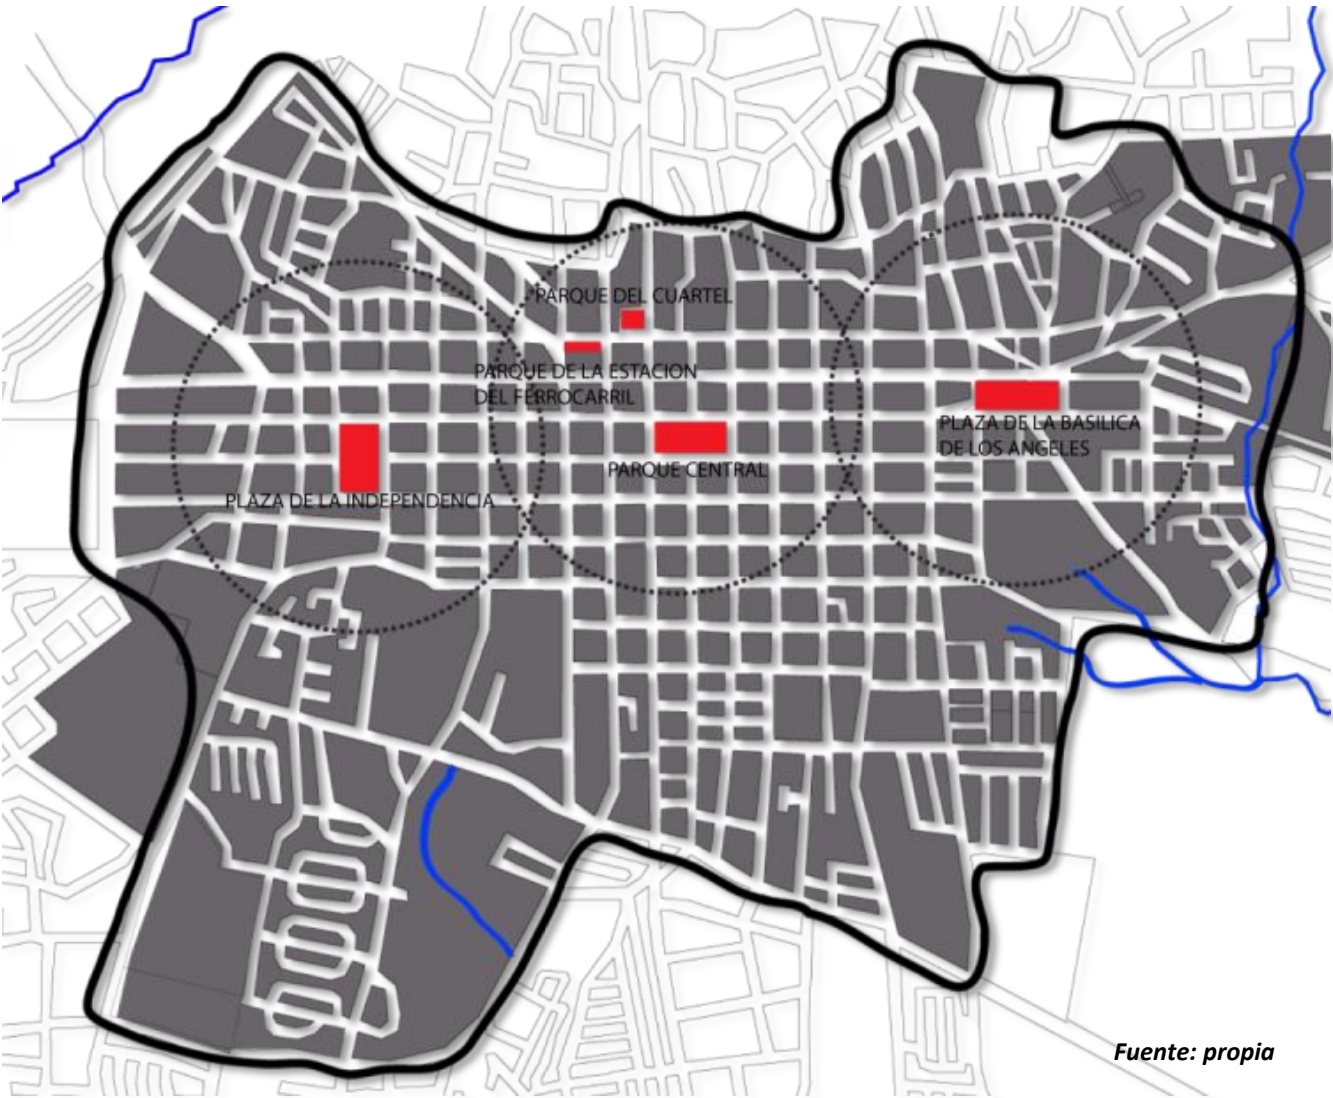 PARQUE DEL CUARTEL
PARQUE DE LA ESTACION
DEL FERROCARRIL
PLAZA DE LA BASILICA
DE LOS ANGELES
PARQUE CENTRAL
PLAZA DE LA INDEPENDENCIA
Fuente: propia